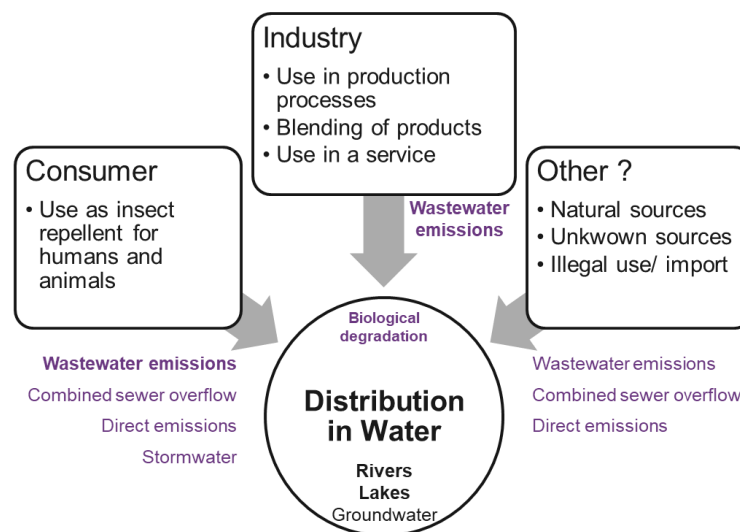 Industry
• Use in production
processes
• Blending of products
• Use in a service
Consumer
• Use as insect
repellent for
humans and
animals
Other ?
• Natural sources
• Unkwown sources
• Illegal use/ import
Wastewater
emissions
Biological
degradation
Distribution
in Water
Rivers
Lakes
Groundwater
Wastewater emissions
Combined sewer overflow
Direct emissions
Stormwater
Wastewater emissions
Combined sewer overflow
Direct emissions